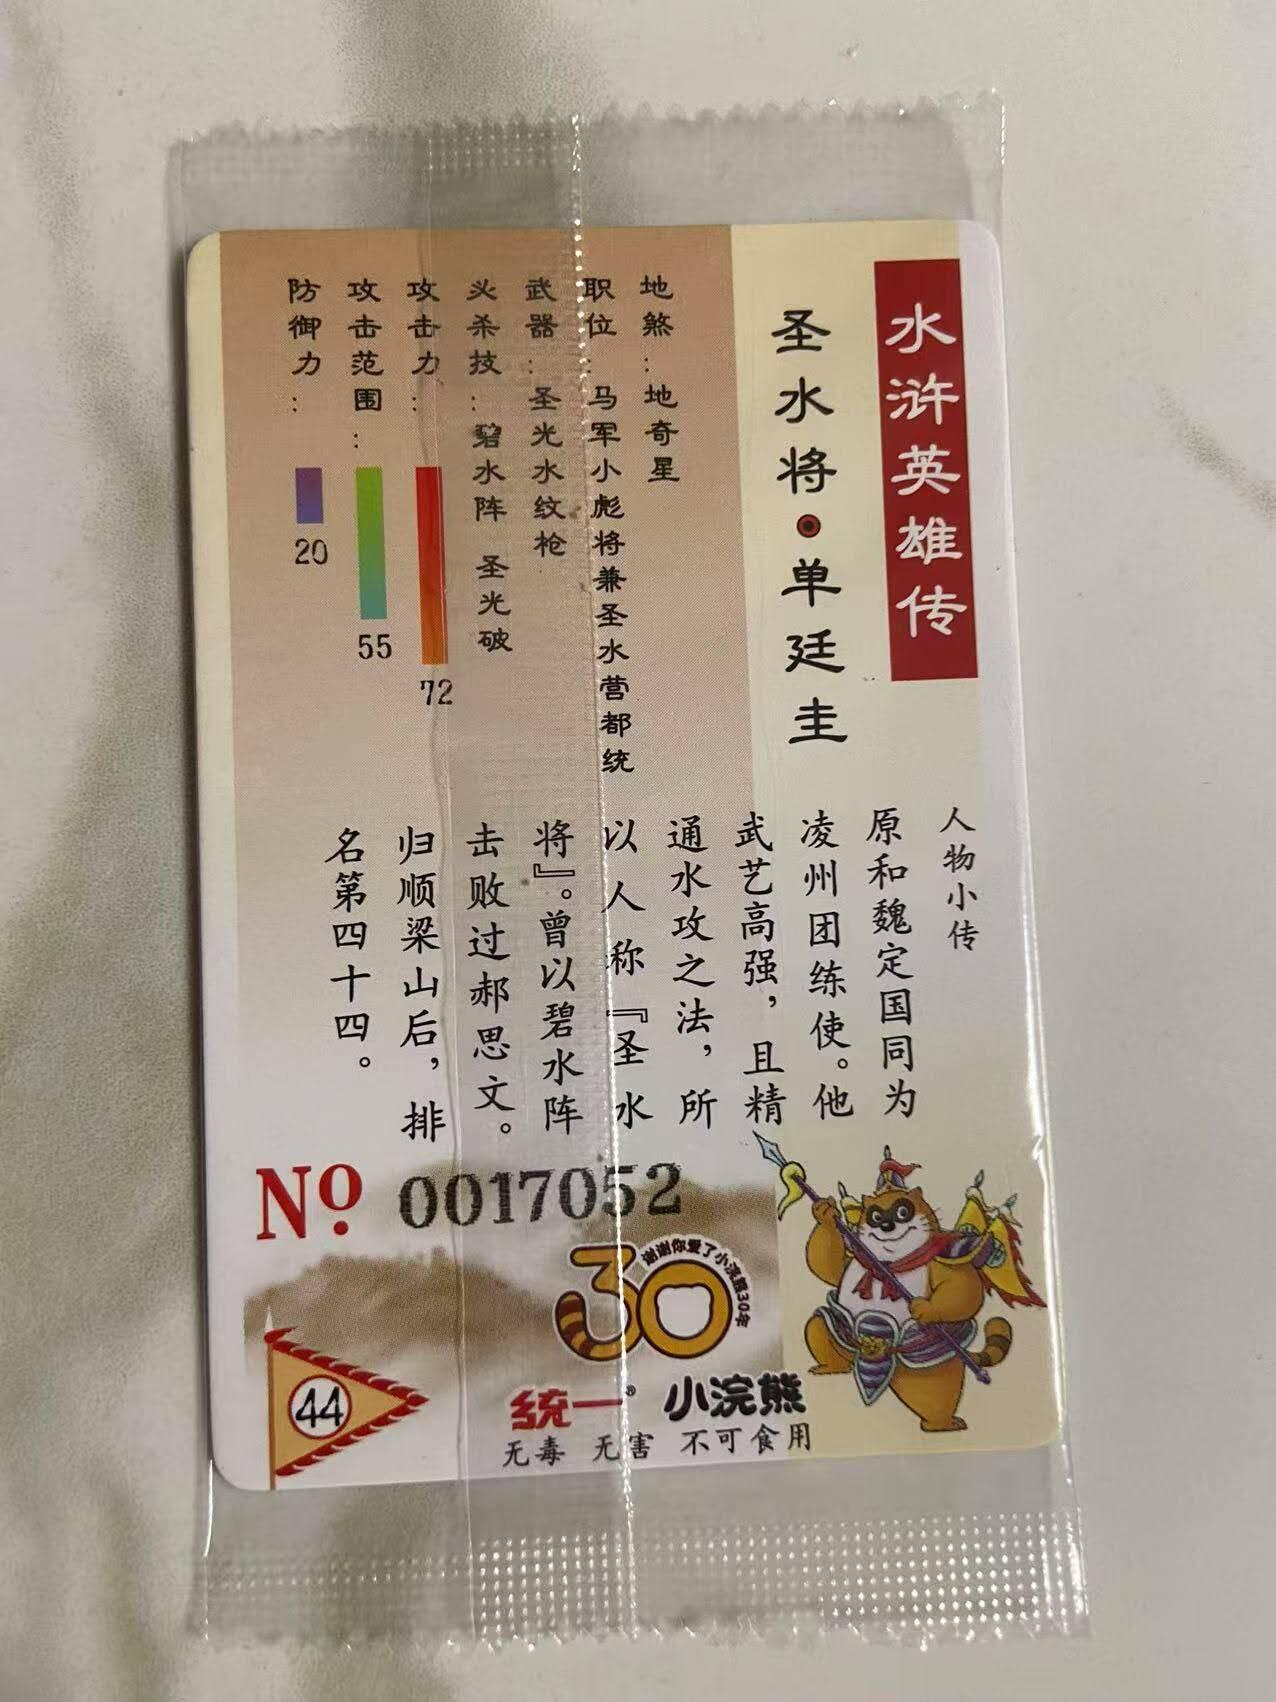 水浒英雄传
圣水将·单廷圭
地煞:地奇星
职位:马军小彪将兼圣水营都统
武器:圣光水纹枪
必杀技:碧水阵 圣光破
攻击力:
72
攻击范围:
55
防御力:
20
人物小传
原和魏定国同为
凌州团练使。他
武艺高强,且精
通水攻之法,所
以人称『圣水
将』。曾以碧水阵
击败过郝思文。
归顺梁山后,排
名第四十四。
No. 0017052
30
谢谢你爱了小浣熊30年
统一® 小浣熊
无毒 无害 不可食用
44